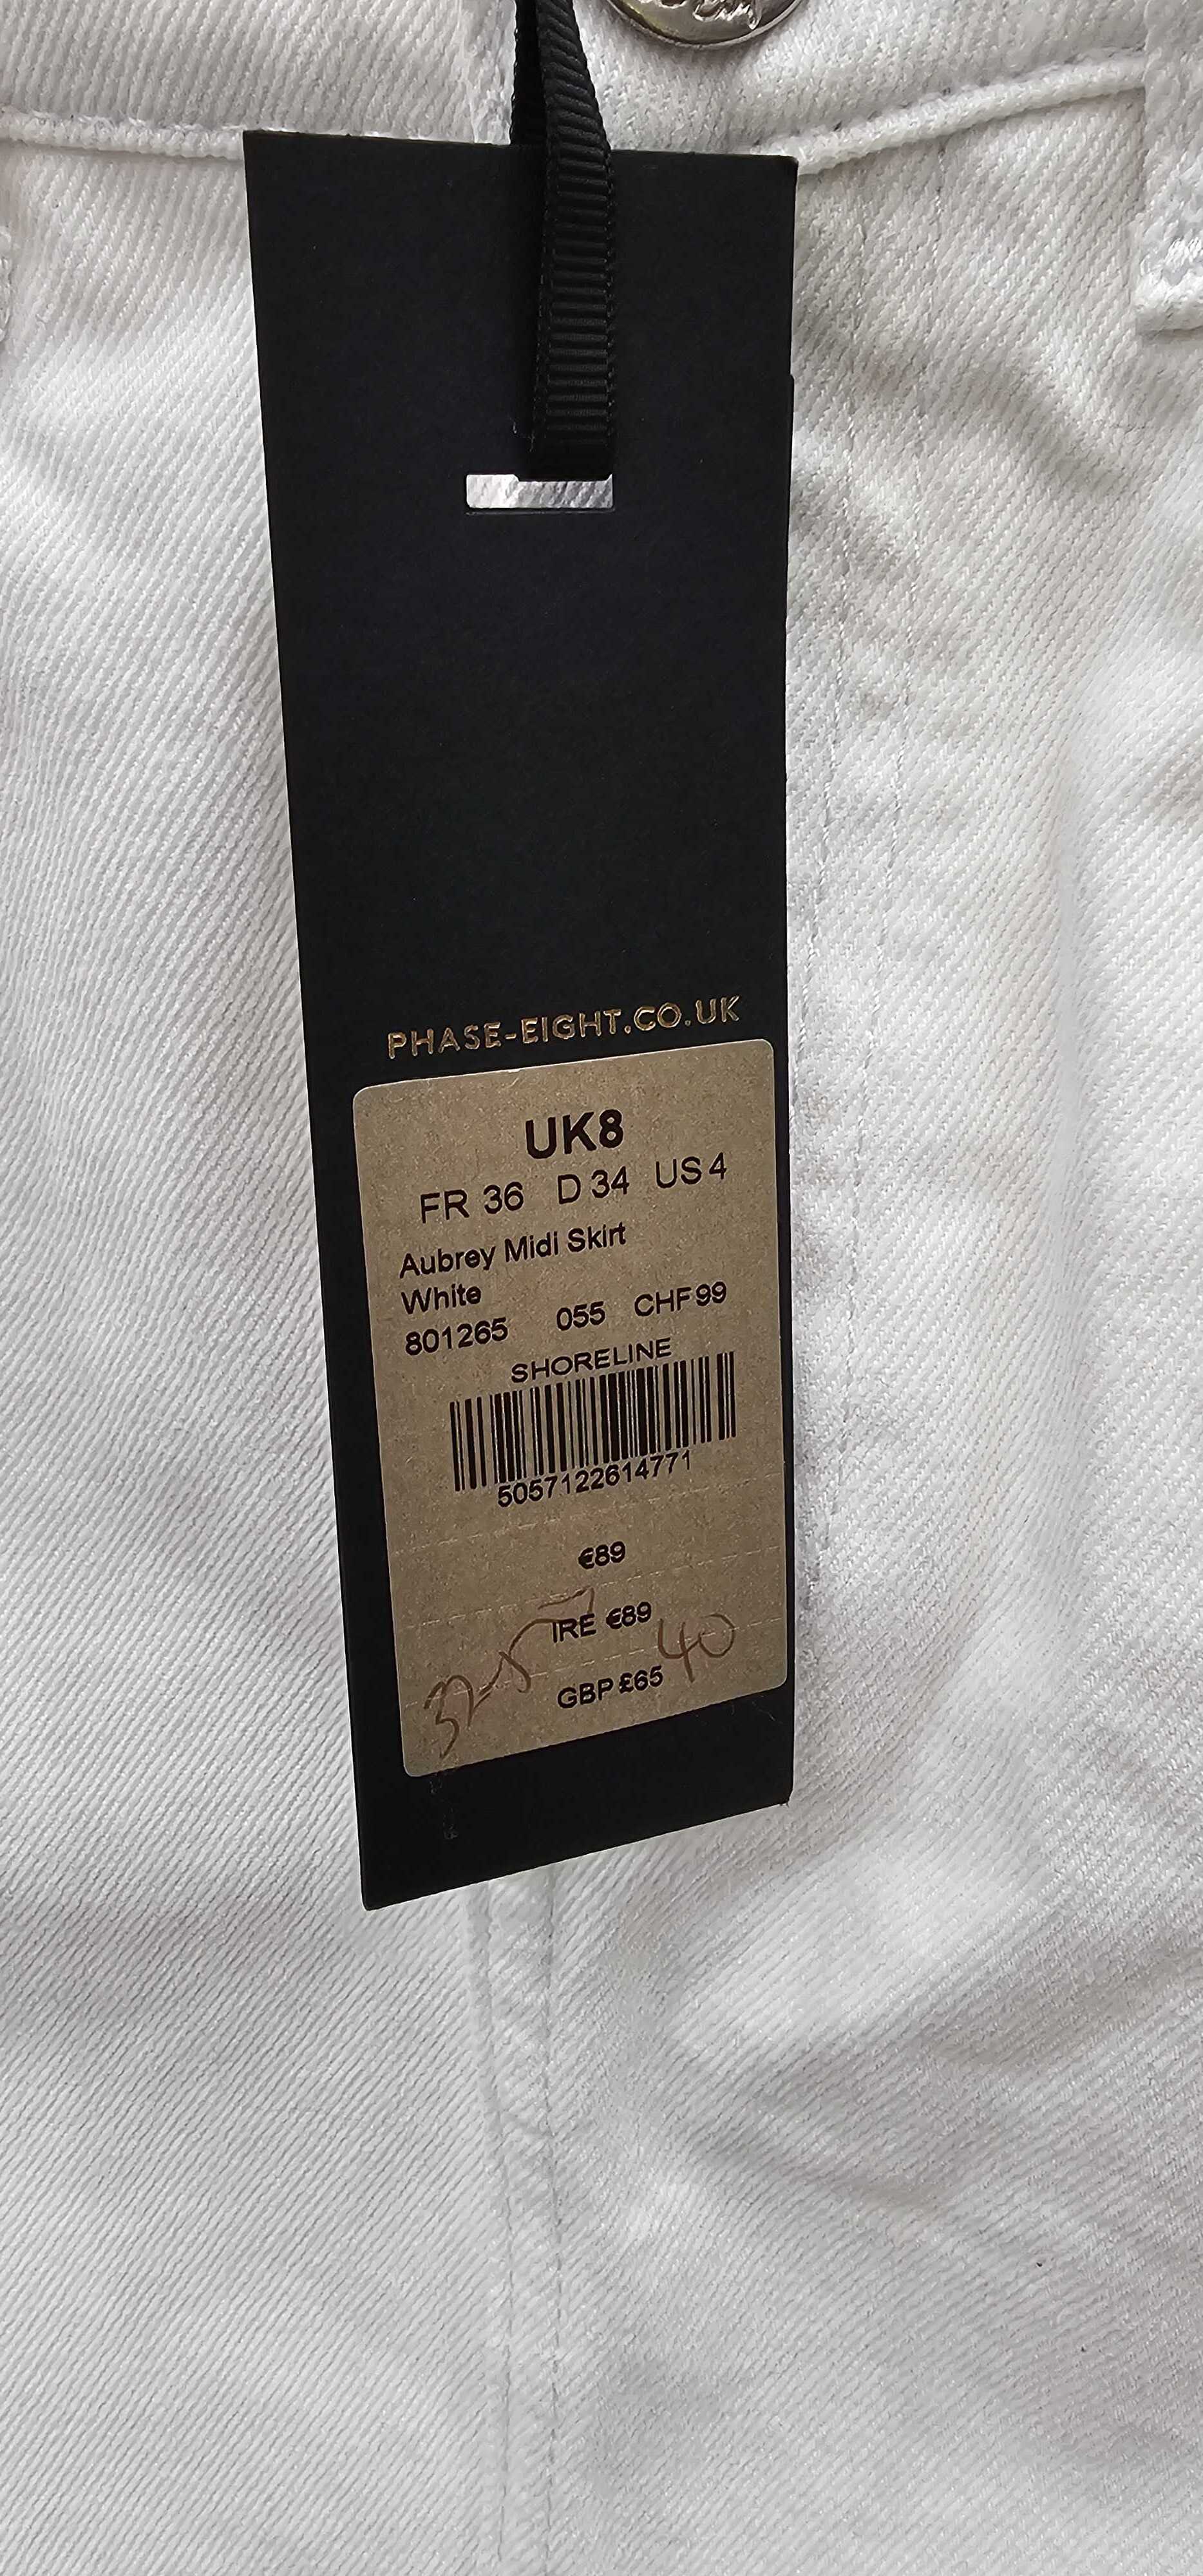 PHASE-EIGHT.CO.UK
UK8
FR 36 D 34 US 4
Aubrey Midi Skirt
White
801265 055 CHF 99
SHORELINE
5057122614771
€89
IRE €89
40
GBP £65